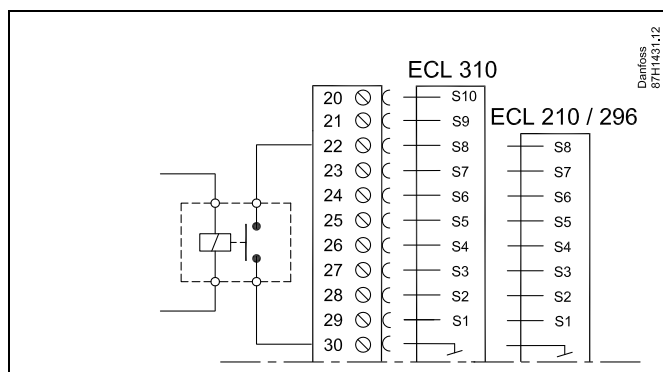 Danfoss
87H1431.12
ECL 310
ECL 210 / 296
20 S10
21 S9
22 S8 S8
23 S7 S7
24 S6 S6
25 S5 S5
26 S4 S4
27 S3 S3
28 S2 S2
29 S1 S1
30